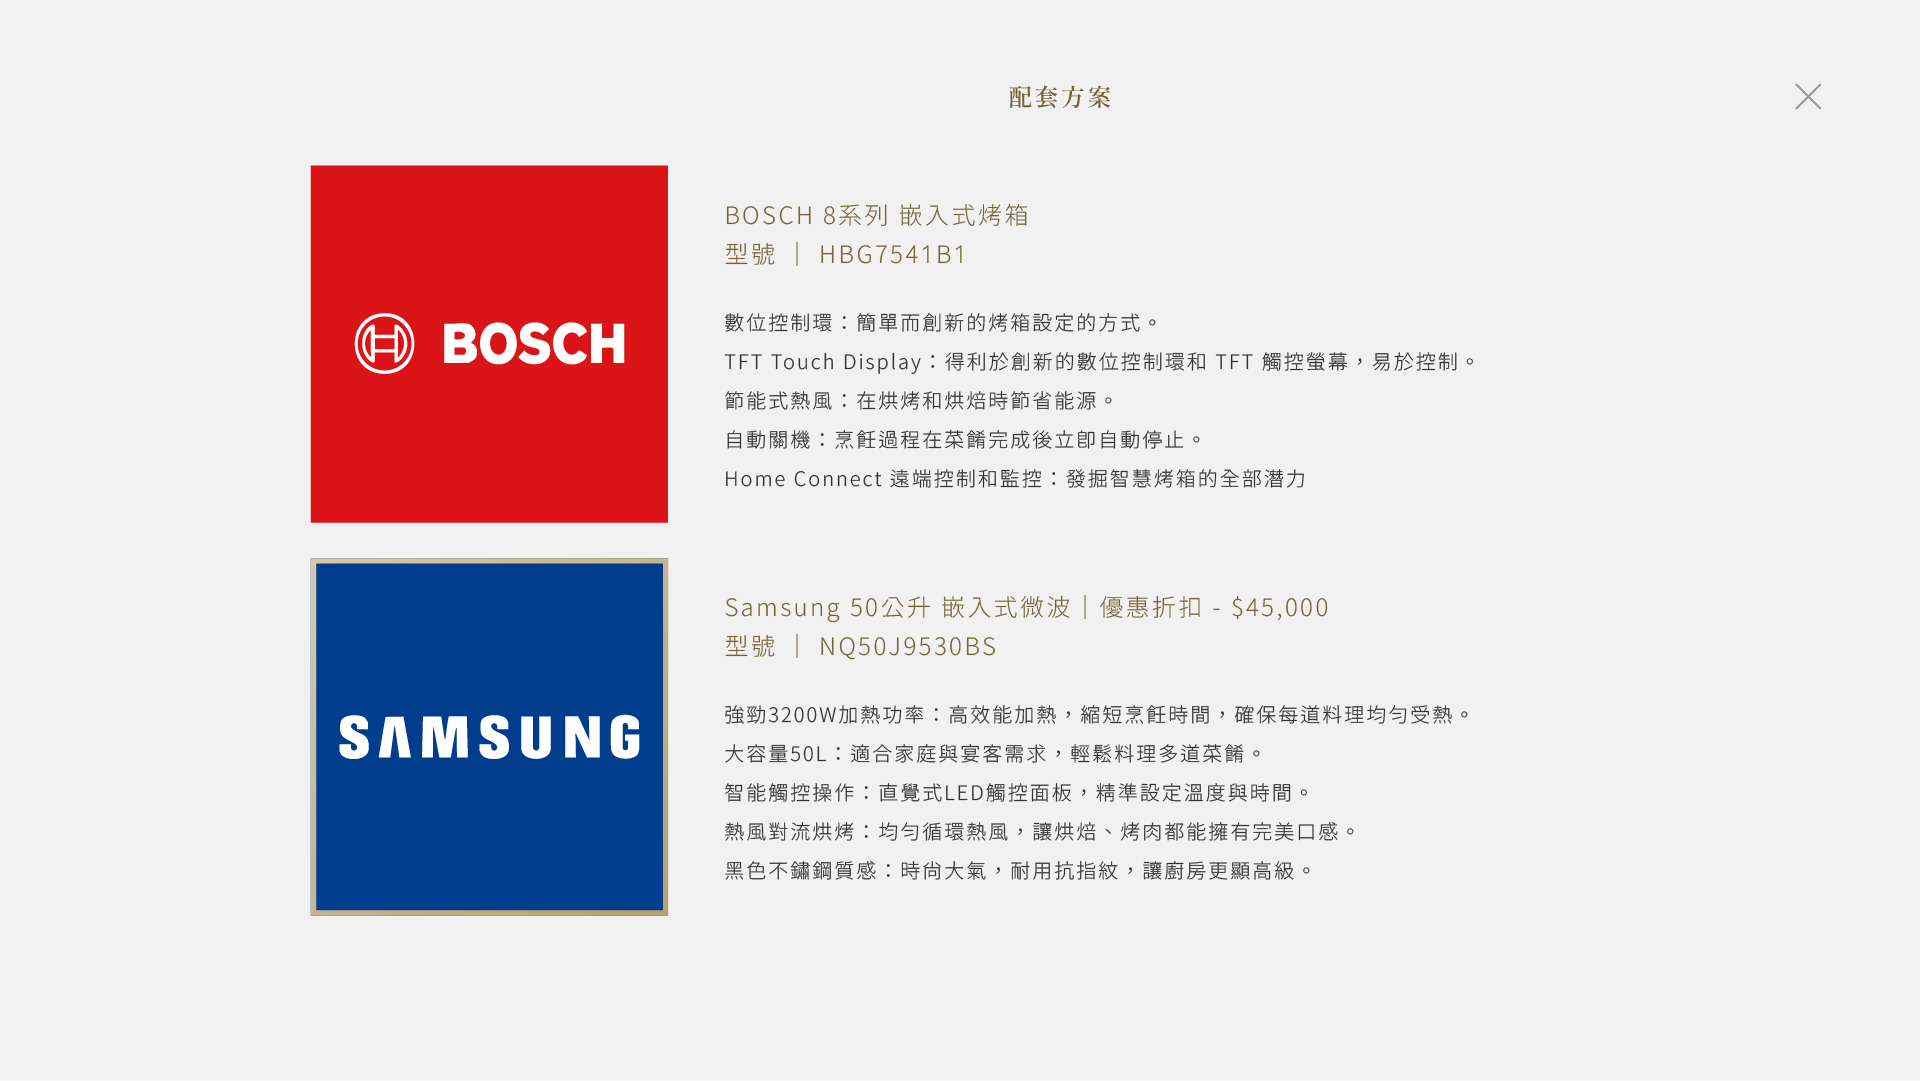 配套方案
BOSCH
BOSCH 8系列 嵌入式烤箱
型號 ｜ HBG7541B1
數位控制環：簡單而創新的烤箱設定的方式。
TFT Touch Display：得利於創新的數位控制環和 TFT 觸控螢幕，易於控制。
節能式熱風：在烘烤和烘焙時節省能源。
自動關機：烹飪過程在菜餚完成後立即自動停止。
Home Connect 遠端控制和監控：發掘智慧烤箱的全部潛力
SAMSUNG
Samsung 50公升 嵌入式微波｜優惠折扣 - $45,000
型號 ｜ NQ50J9530BS
強勁3200W加熱功率：高效能加熱，縮短烹飪時間，確保每道料理均勻受熱。
大容量50L：適合家庭與宴客需求，輕鬆料理多道菜餚。
智能觸控操作：直覺式LED觸控面板，精準設定溫度與時間。
熱風對流烘烤：均勻循環熱風，讓烘焙、烤肉都能擁有完美口感。
黑色不鏽鋼質感：時尚大氣，耐用抗指紋，讓廚房更顯高級。